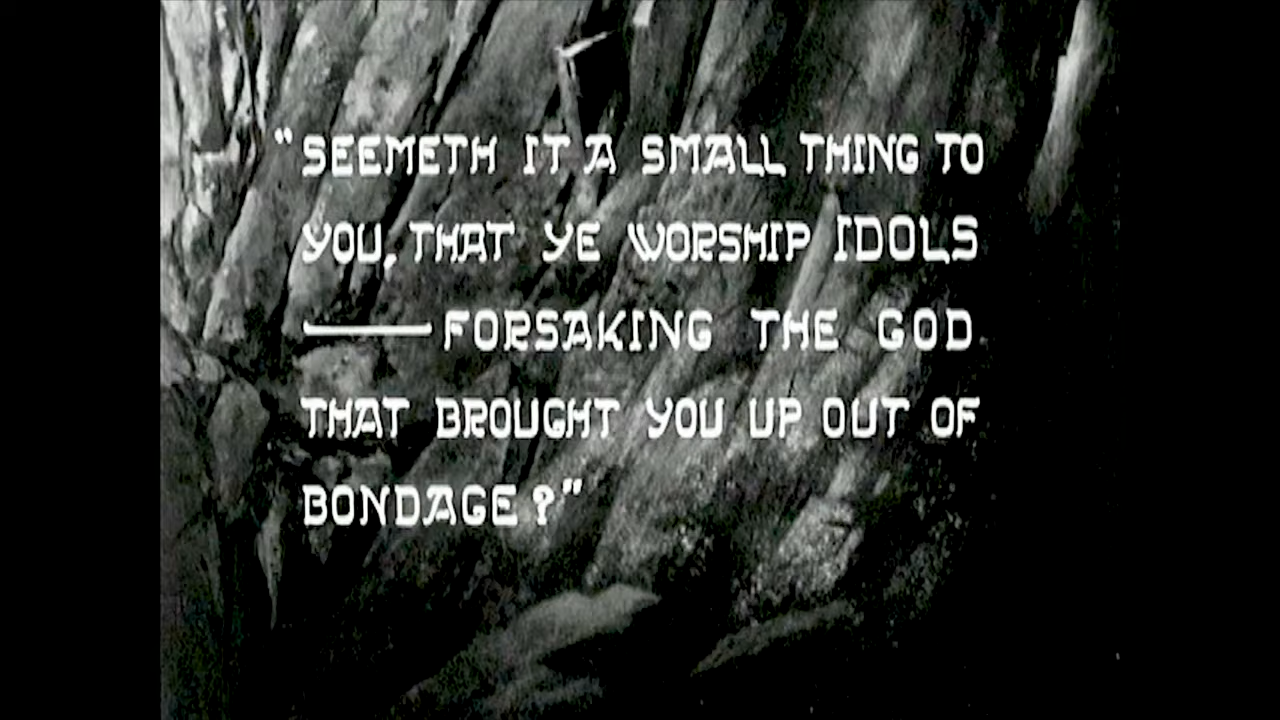 "SEEMETH IT A SMALL THING TO
YOU, THAT YE WORSHIP IDOLS
—FORSAKING THE GOD
THAT BROUGHT YOU UP OUT OF
BONDAGE?"